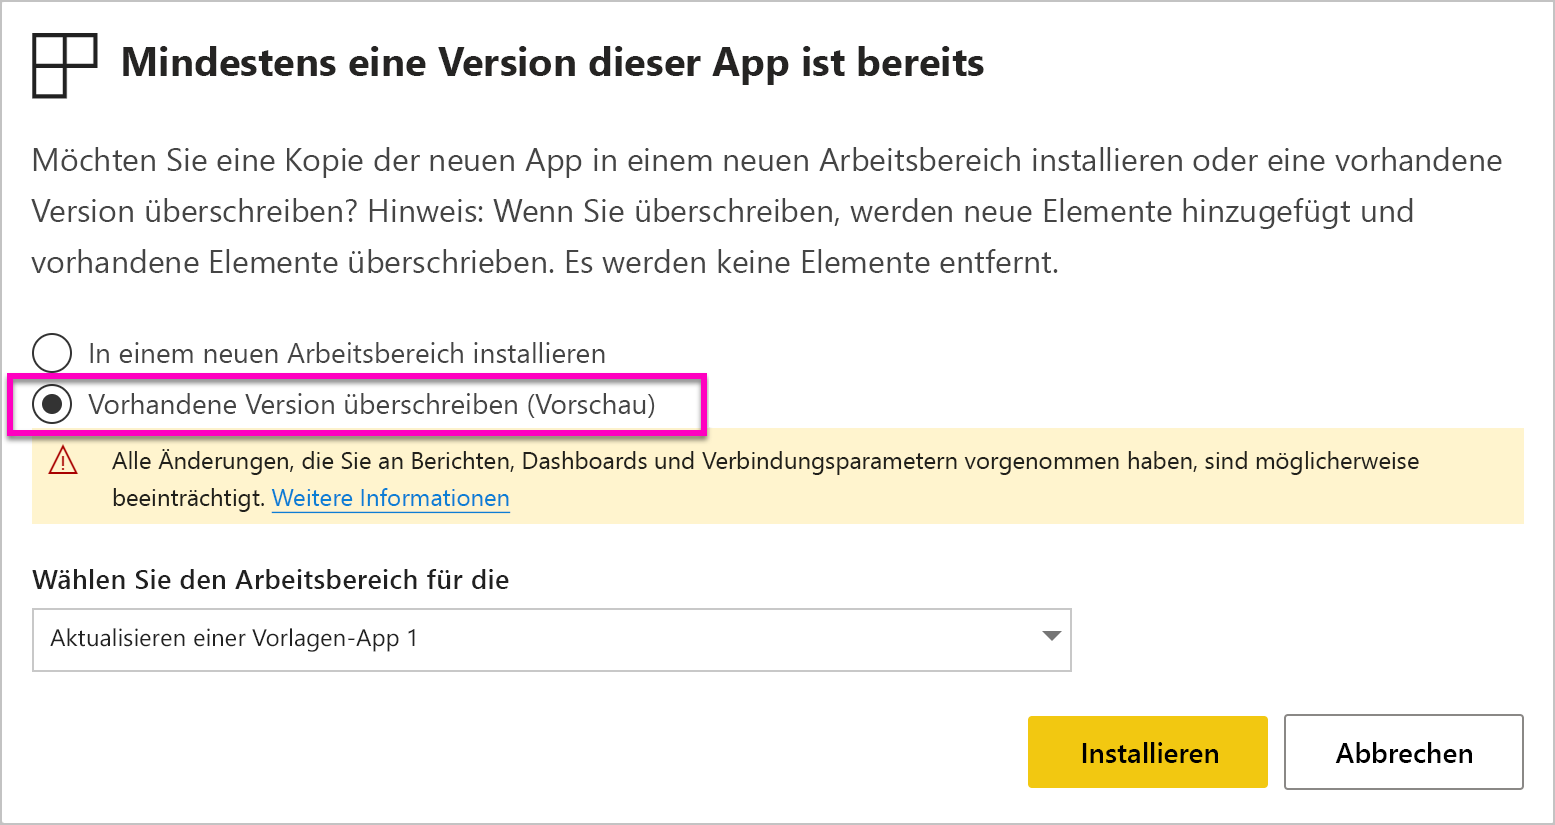 Mindestens eine Version dieser App ist bereits
Möchten Sie eine Kopie der neuen App in einem neuen Arbeitsbereich installieren oder eine vorhandene
Version überschreiben? Hinweis: Wenn Sie überschreiben, werden neue Elemente hinzugefügt und
vorhandene Elemente überschrieben. Es werden keine Elemente entfernt.
In einem neuen Arbeitsbereich installieren
Vorhandene Version überschreiben (Vorschau)
Alle Änderungen, die Sie an Berichten, Dashboards und Verbindungsparametern vorgenommen haben, sind möglicherweise
beeinträchtigt. Weitere Informationen
Wählen Sie den Arbeitsbereich für die
Aktualisieren einer Vorlagen-App 1
Installieren
Abbrechen